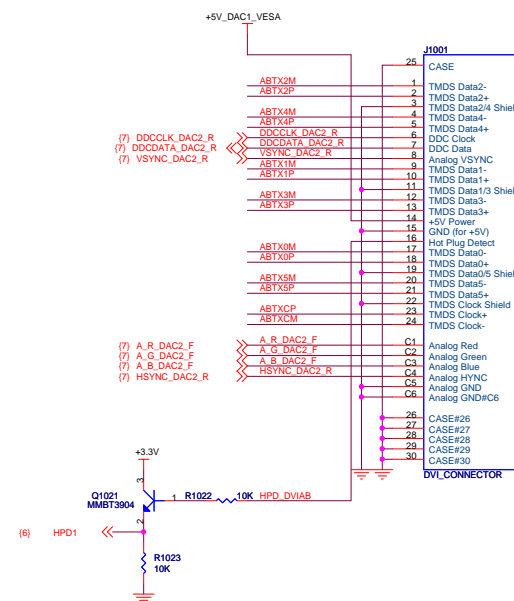 +5V_DAC1_VESA
J1001
25 CASE
ABTX2M 1 TMDS Data2-
ABTX2P 2 TMDS Data2+
3 TMDS Data2/4 Shiel
ABTX4M 4 TMDS Data4-
ABTX4P 5 TMDS Data4+
{7} DDCCLK_DAC2_R DDCCLK_DAC2_R 6 DDC Clock
{7} DDCDATA_DAC2_R DDCDATA_DAC2_R 7 DDC Data
{7} VSYNC_DAC2_R VSYNC_DAC2_R 8 Analog VSYNC
ABTX1M 9 TMDS Data1-
ABTX1P 10 TMDS Data1+
11 TMDS Data1/3 Shiel
ABTX3M 12 TMDS Data3-
ABTX3P 13 TMDS Data3+
14 +5V Power
15 GND (for +5V)
16 Hot Plug Detect
ABTX0M 17 TMDS Data0-
ABTX0P 18 TMDS Data0+
19 TMDS Data0/5 Shiel
ABTX5M 20 TMDS Data5-
ABTX5P 21 TMDS Data5+
22 TMDS Clock Shield
ABTXCP 23 TMDS Clock+
ABTXCM 24 TMDS Clock-
{7} A_R_DAC2_F A_R_DAC2_F C1 Analog Red
{7} A_G_DAC2_F A_G_DAC2_F C2 Analog Green
{7} A_B_DAC2_F A_B_DAC2_F C3 Analog Blue
{7} HSYNC_DAC2_R HSYNC_DAC2_R C4 Analog HYNC
C5 Analog GND
C6 Analog GND#C6
26 CASE#26
27 CASE#27
28 CASE#28
29 CASE#29
30 CASE#30
DVI_CONNECTOR
+3.3V
3
Q1021
MMBT3904
1 R1022 10K HPD_DVIAB
2
{6} HPD1
R1023
10K